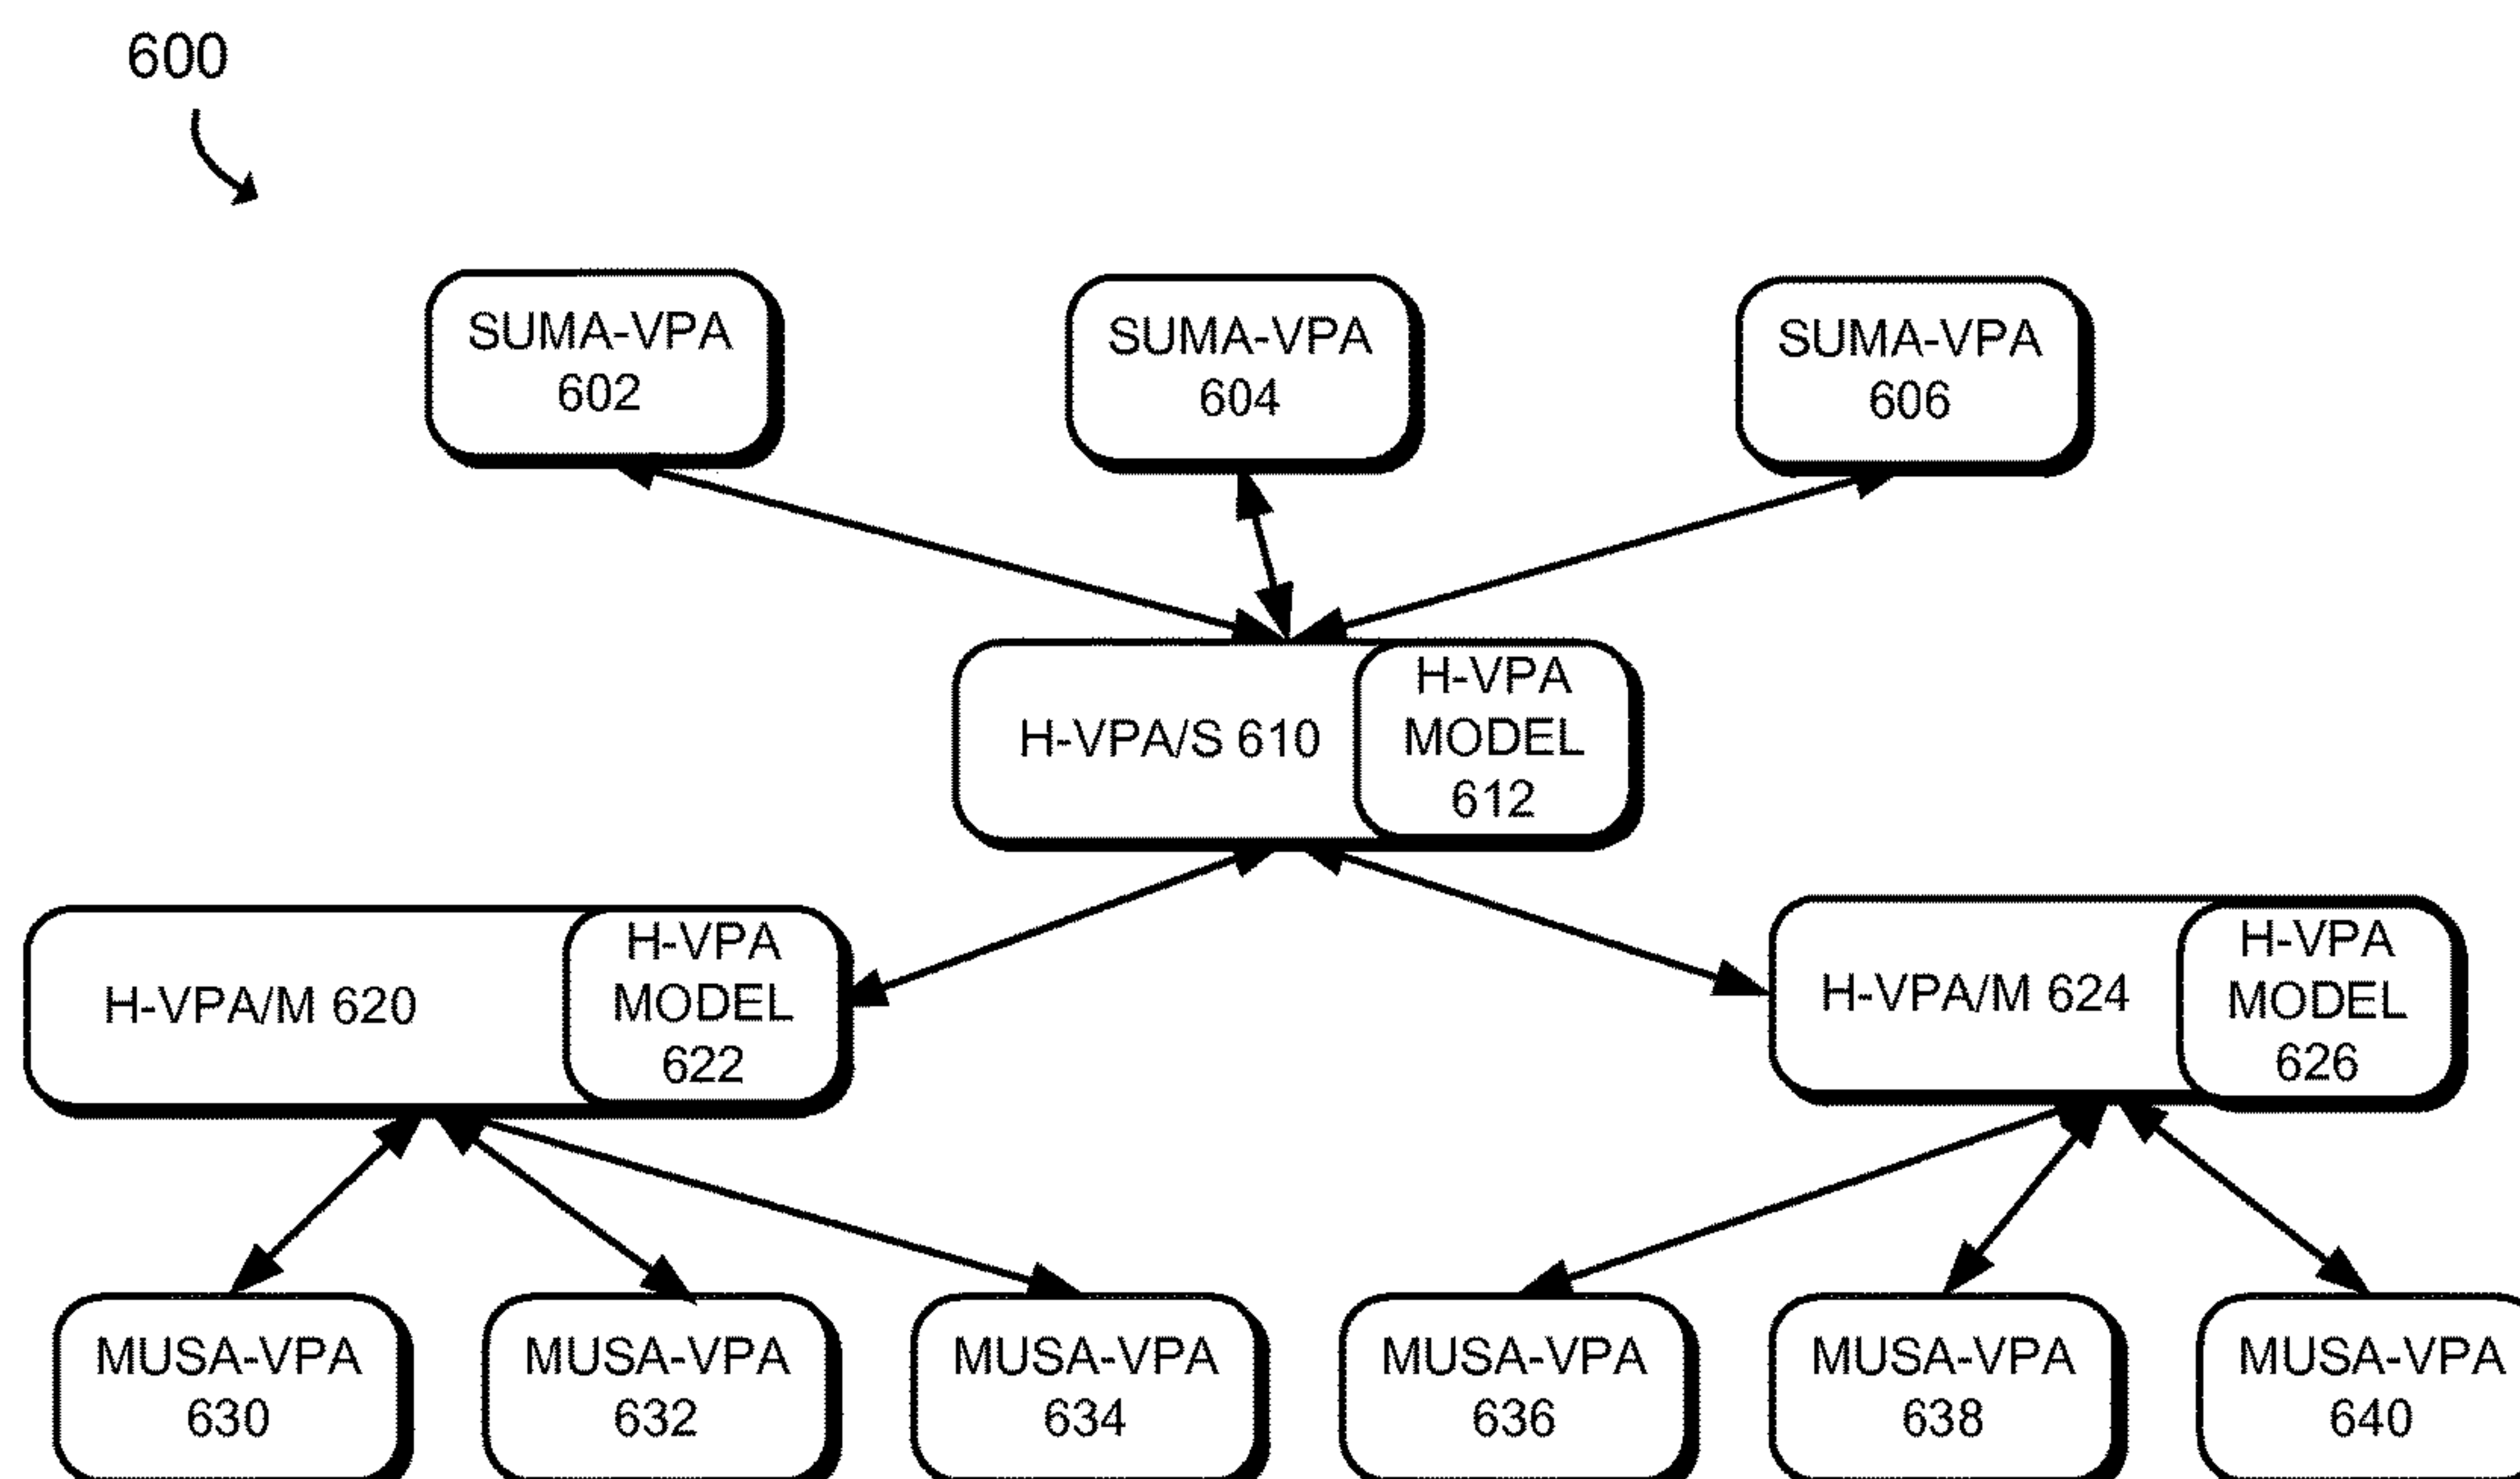 600
SUMA-VPA
602
SUMA-VPA
604
SUMA-VPA
606
H-VPA/S 610
H-VPA
MODEL
612
H-VPA/M 620
H-VPA
MODEL
622
H-VPA/M 624
H-VPA
MODEL
626
MUSA-VPA
630
MUSA-VPA
632
MUSA-VPA
634
MUSA-VPA
636
MUSA-VPA
638
MUSA-VPA
640